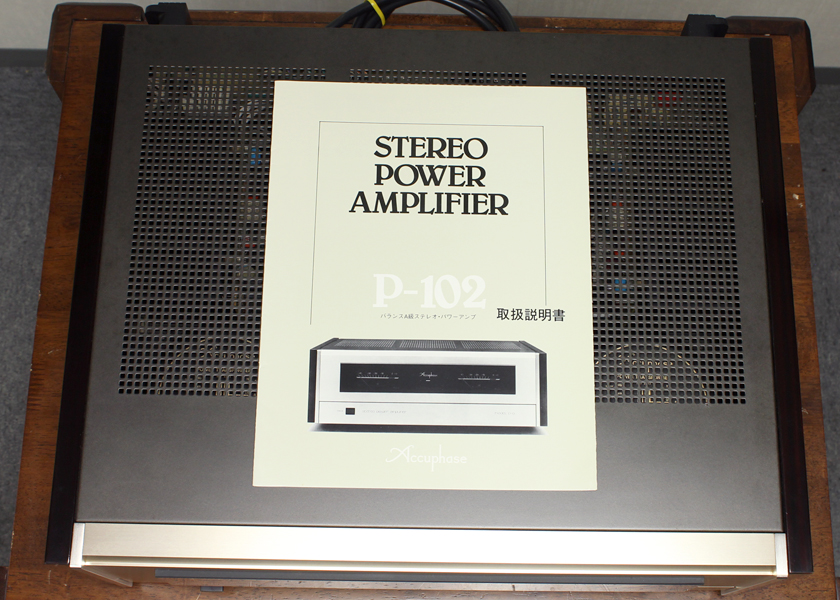 STEREO
POWER
AMPLIFIER
P-102
バランスA級ステレオ・パワーアンプ
取扱説明書
Accuphase
Accuphase